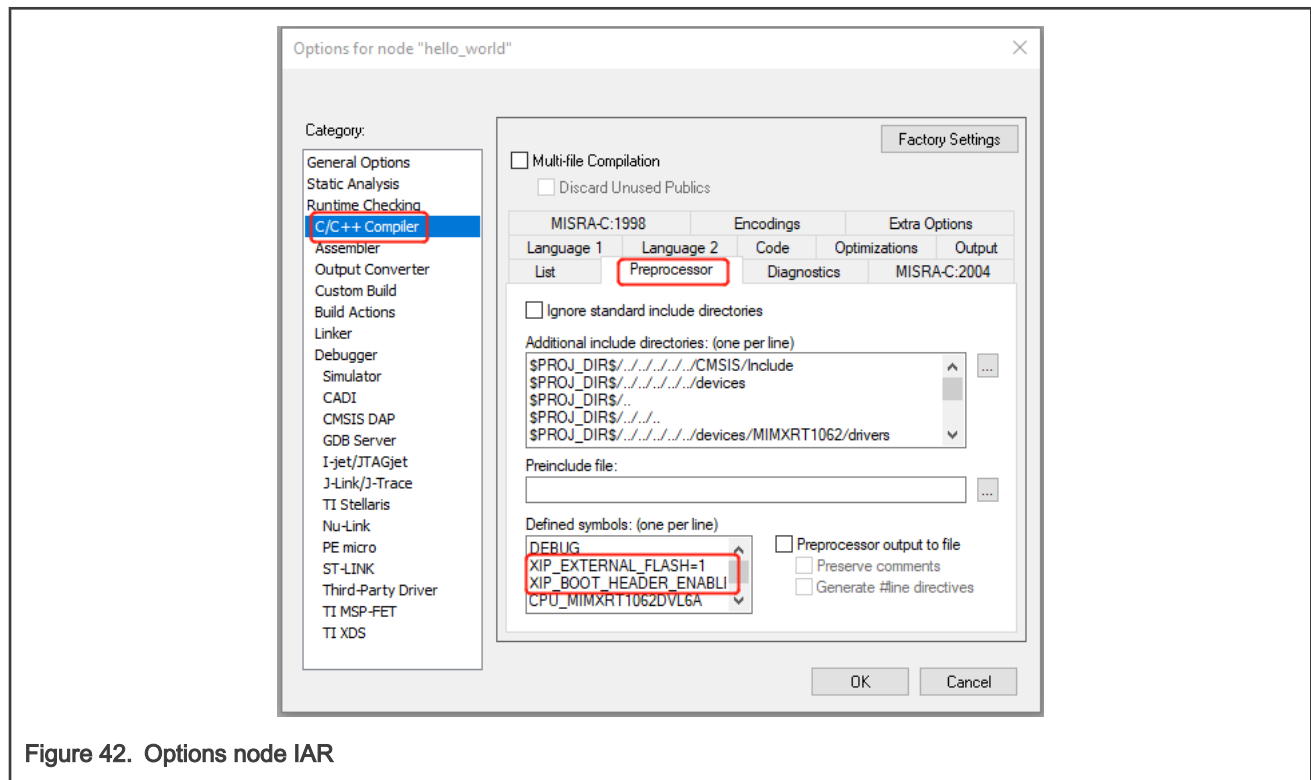 Options for node "hello_world"
Category:
General Options
Static Analysis
Runtime Checking
C/C++ Compiler
Assembler
Output Converter
Custom Build
Build Actions
Linker
Debugger
Simulator
CADI
CMSIS DAP
GDB Server
I-jet/JTAGjet
J-Link/J-Trace
TI Stellaris
Nu-Link
PE micro
ST-LINK
Third-Party Driver
TI MSP-FET
TI XDS
Factory Settings
Multi-file Compilation
Discard Unused Publics
MISRA-C:1998 Encodings Extra Options
Language 1 Language 2 Code Optimizations Output
List Preprocessor Diagnostics MISRA-C:2004
Ignore standard include directories
Additional include directories: (one per line)
$PROJ_DIR$/../../../../../CMSIS/Include
$PROJ_DIR$/../../../../../devices
$PROJ_DIR$/..
$PROJ_DIR$/../../..
$PROJ_DIR$/../../../../../devices/MIMXRT1062/drivers
...
Preinclude file:
...
Defined symbols: (one per line)
DEBUG
XIP_EXTERNAL_FLASH=1
XIP_BOOT_HEADER_ENABLI
CPU_MIMXRT1062DVL6A
Preprocessor output to file
Preserve comments
Generate #line directives
OK Cancel
Figure 42. Options node IAR